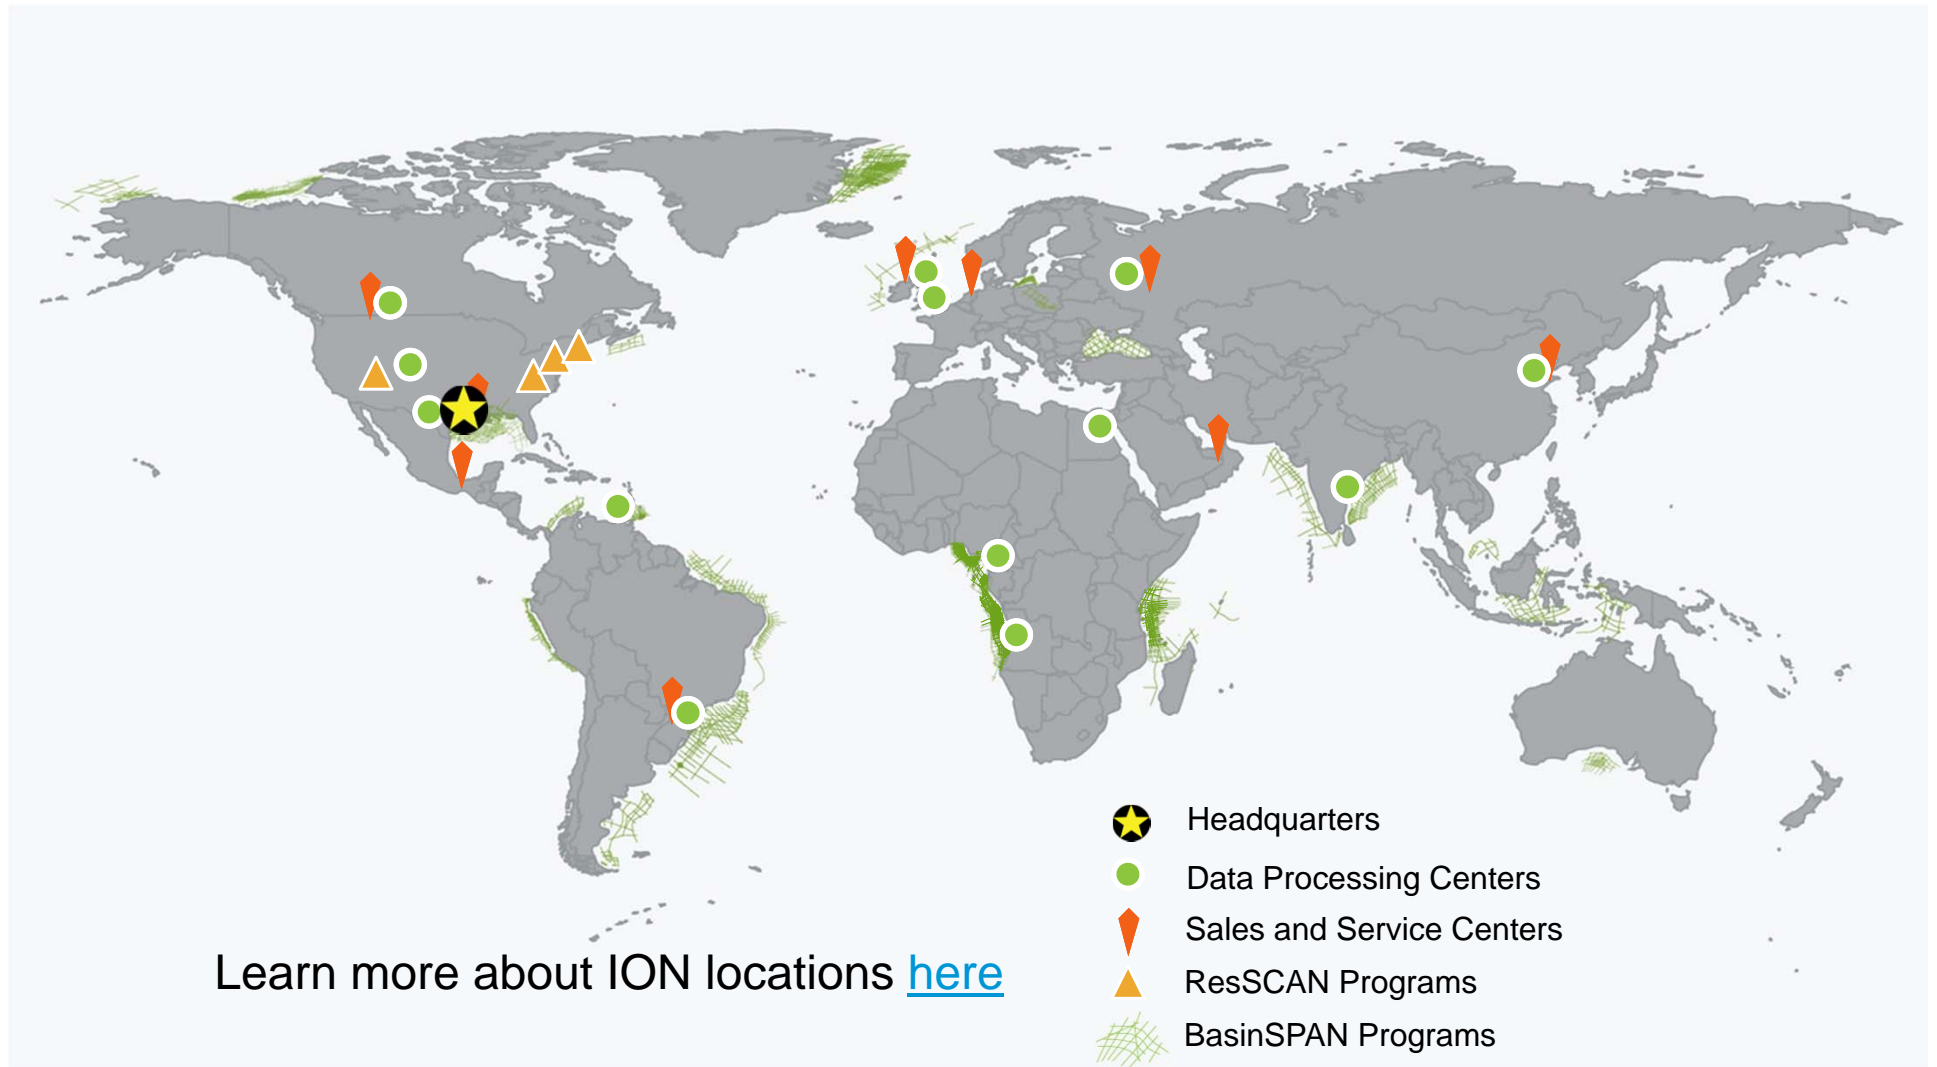 Headquarters
Data Processing Centers
Sales and Service Centers
Learn more about ION locations here
ResSCAN Programs
BasinSPAN Programs